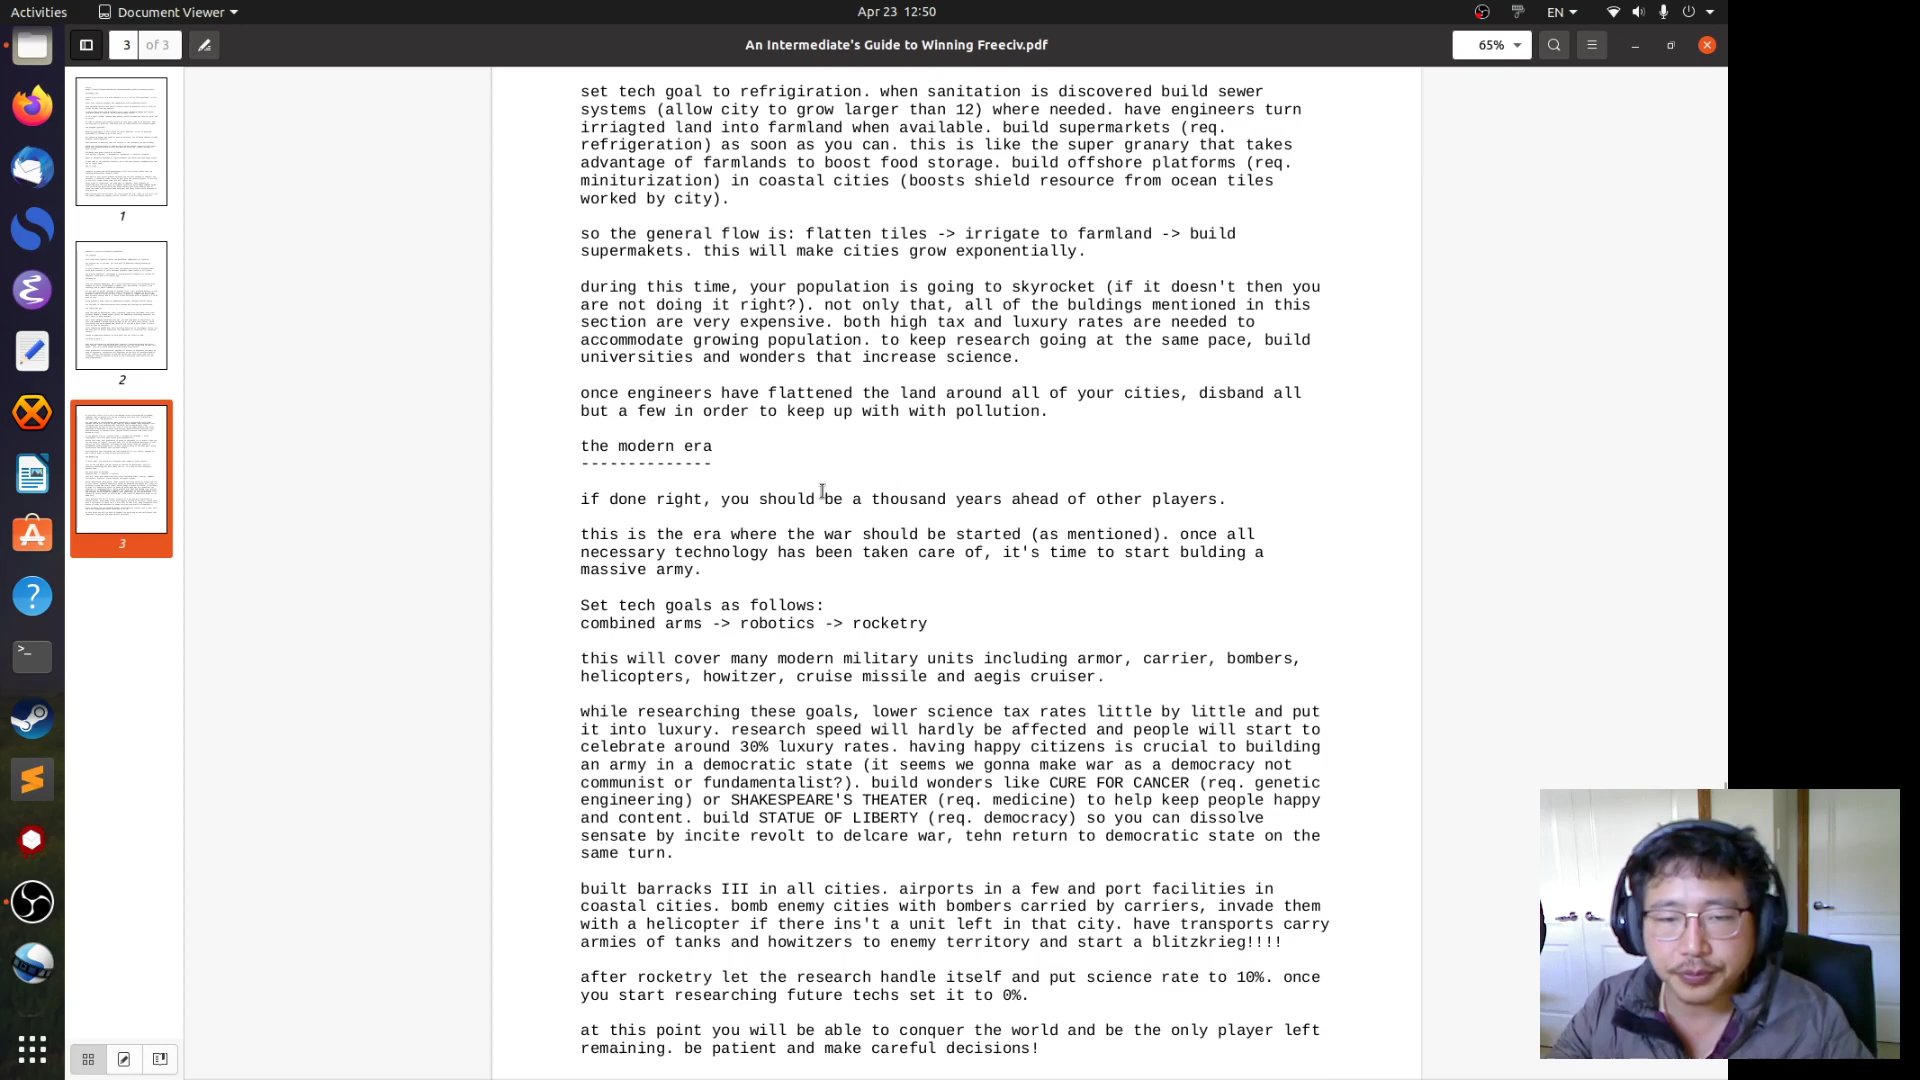 Activities
Document Viewer
Apr 23 12:50
EN
3 of 3
An Intermediate's Guide to Winning Freeciv.pdf
65%
1
2
3
set tech goal to refrigiration. when sanitation is discovered build sewer
systems (allow city to grow larger than 12) where needed. have engineers turn
irriagted land into farmland when available. build supermarkets (req.
refrigeration) as soon as you can. this is like the super granary that takes
advantage of farmlands to boost food storage. build offshore platforms (req.
miniturization) in coastal cities (boosts shield resource from ocean tiles
worked by city).
so the general flow is: flatten tiles -> irrigate to farmland -> build
supermakets. this will make cities grow exponentially.
during this time, your population is going to skyrocket (if it doesn't then you
are not doing it right?). not only that, all of the buldings mentioned in this
section are very expensive. both high tax and luxury rates are needed to
accommodate growing population. to keep research going at the same pace, build
universities and wonders that increase science.
once engineers have flattened the land around all of your cities, disband all
but a few in order to keep up with with pollution.
the modern era
--------------
if done right, you should be a thousand years ahead of other players.
this is the era where the war should be started (as mentioned). once all
necessary technology has been taken care of, it's time to start bulding a
massive army.
Set tech goals as follows:
combined arms -> robotics -> rocketry
this will cover many modern military units including armor, carrier, bombers,
helicopters, howitzer, cruise missile and aegis cruiser.
while researching these goals, lower science tax rates little by little and put
it into luxury. research speed will hardly be affected and people will start to
celebrate around 30% luxury rates. having happy citizens is crucial to building
an army in a democratic state (it seems we gonna make war as a democracy not
communist or fundamentalist?). build wonders like CURE FOR CANCER (req. genetic
engineering) or SHAKESPEARE'S THEATER (req. medicine) to help keep people happy
and content. build STATUE OF LIBERTY (req. democracy) so you can dissolve
sensate by incite revolt to delcare war, tehn return to democratic state on the
same turn.
built barracks III in all cities. airports in a few and port facilities in
coastal cities. bomb enemy cities with bombers carried by carriers, invade them
with a helicopter if there ins't a unit left in that city. have transports carry
armies of tanks and howitzers to enemy territory and start a blitzkrieg!!!!
after rocketry let the research handle itself and put science rate to 10%. once
you start researching future techs set it to 0%.
at this point you will be able to conquer the world and be the only player left
remaining. be patient and make careful decisions!